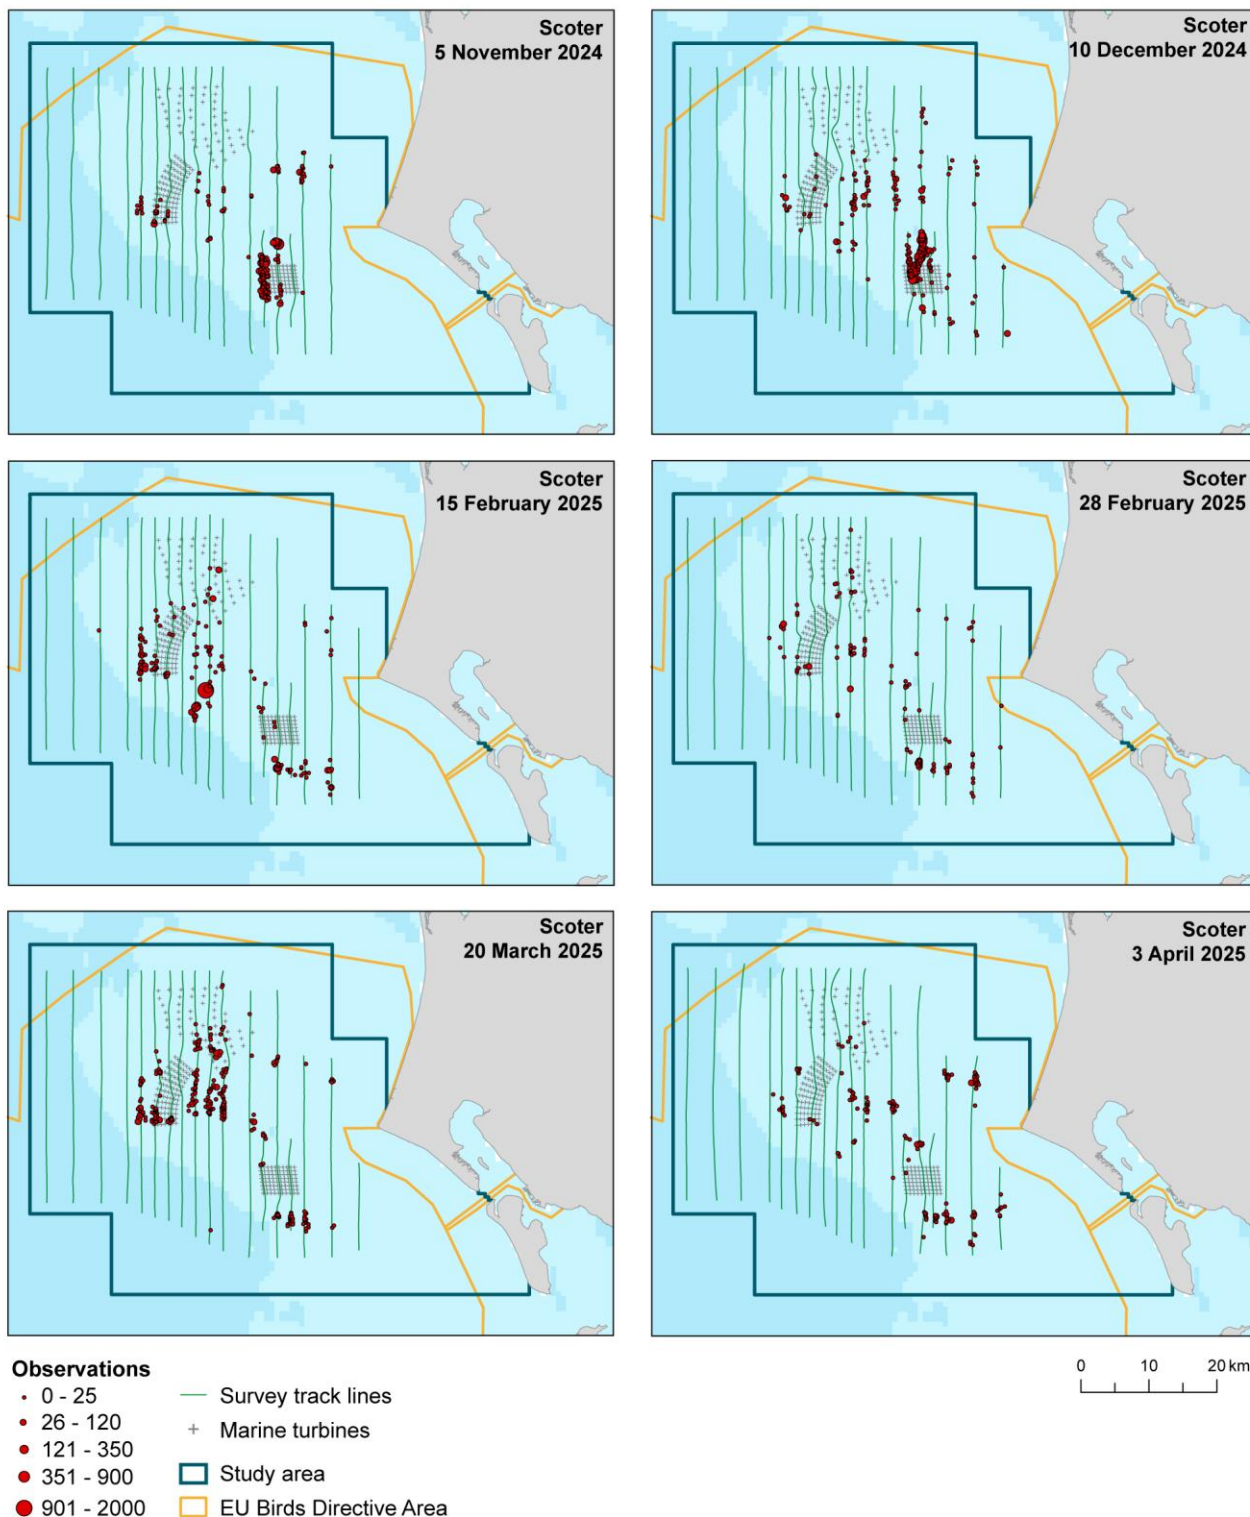 Scoter
5 November 2024
Scoter
10 December 2024
Scoter
15 February 2025
Scoter
28 February 2025
Scoter
20 March 2025
Scoter
3 April 2025
Observations
0 - 25
26 - 120
121 - 350
351 - 900
901 - 2000
Survey track lines
Marine turbines
Study area
EU Birds Directive Area
0 10 20 km